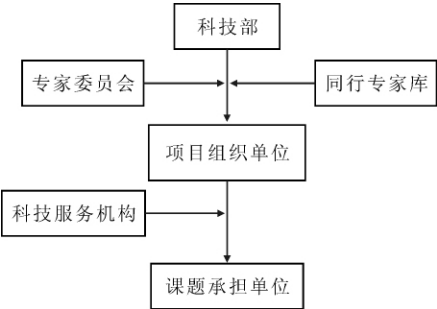 科技部
专家委员会
同行专家库
项目组织单位
科技服务机构
课题承担单位